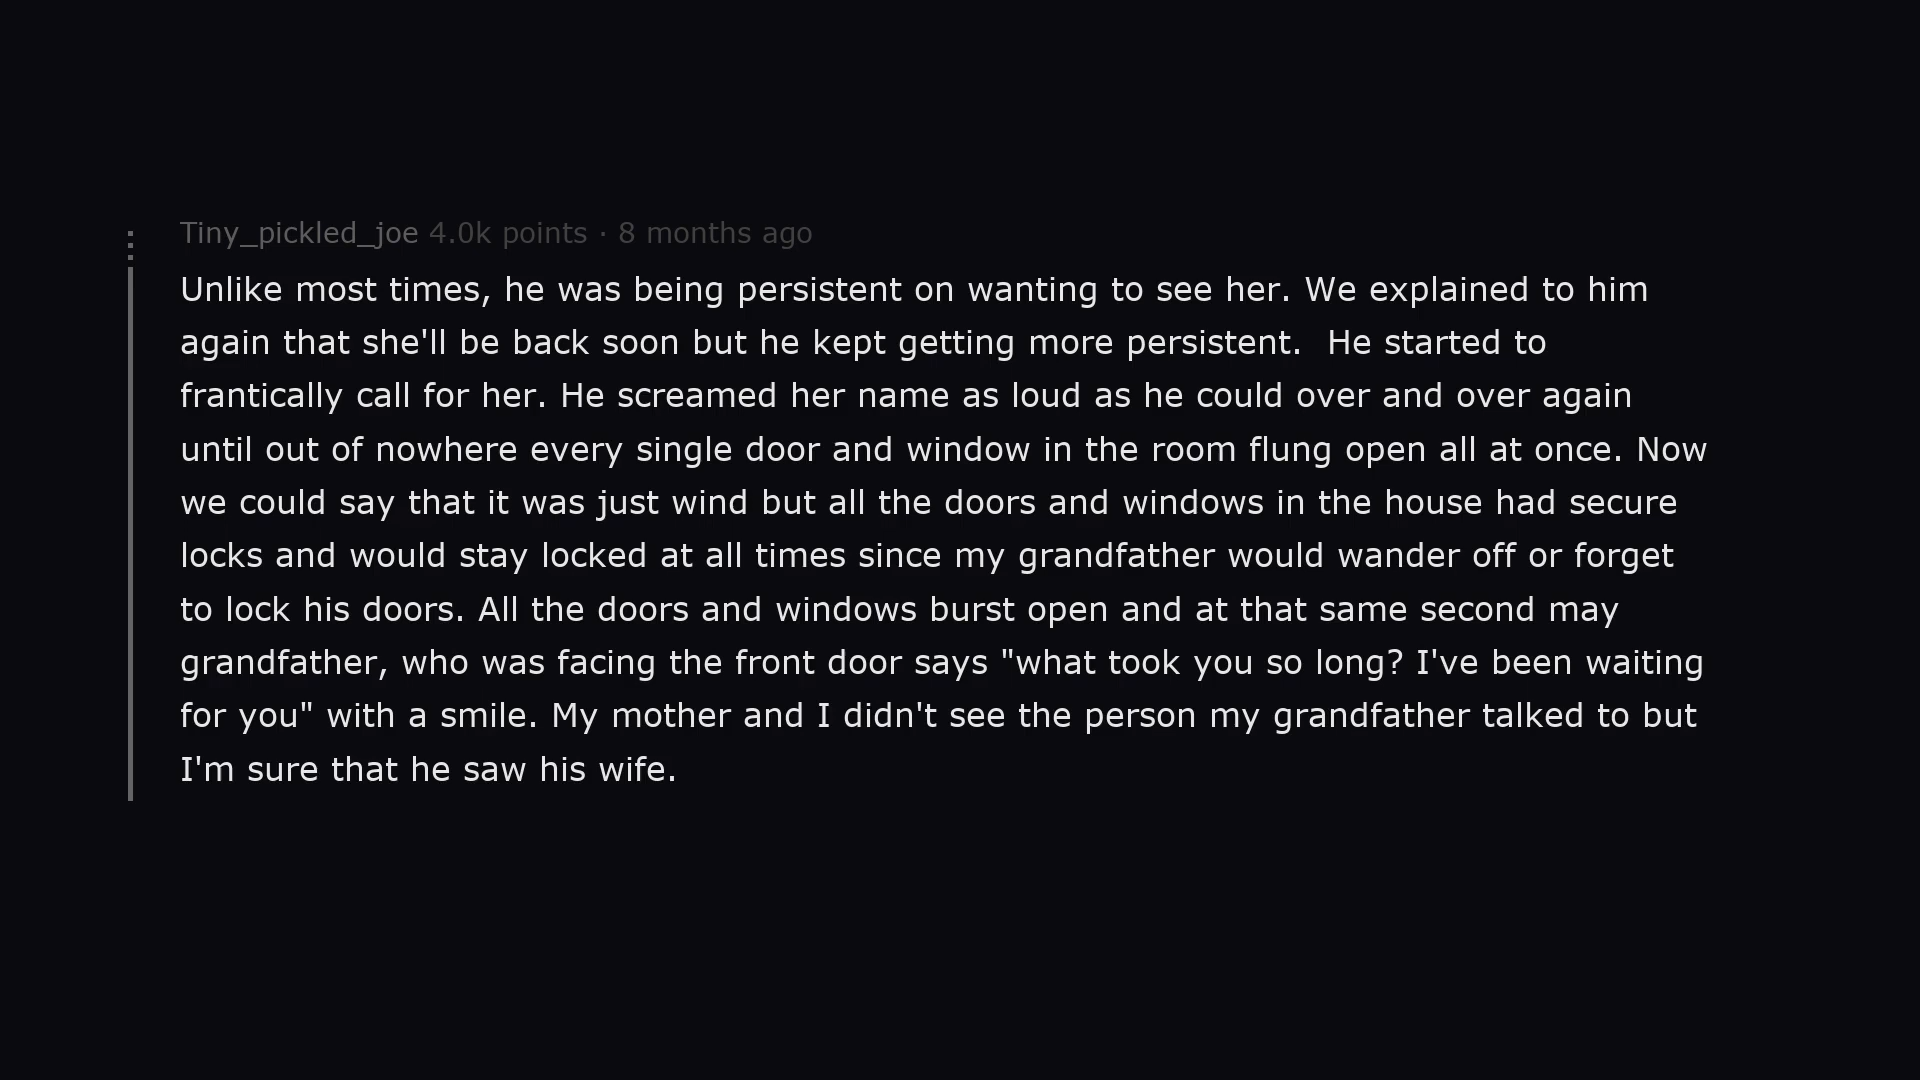 Tiny_pickled_joe 4.0k points · 8 months ago
Unlike most times, he was being persistent on wanting to see her. We explained to him
again that she'll be back soon but he kept getting more persistent.  He started to
frantically call for her. He screamed her name as loud as he could over and over again
until out of nowhere every single door and window in the room flung open all at once. Now
we could say that it was just wind but all the doors and windows in the house had secure
locks and would stay locked at all times since my grandfather would wander off or forget
to lock his doors. All the doors and windows burst open and at that same second may
grandfather, who was facing the front door says "what took you so long? I've been waiting
for you" with a smile. My mother and I didn't see the person my grandfather talked to but
I'm sure that he saw his wife.